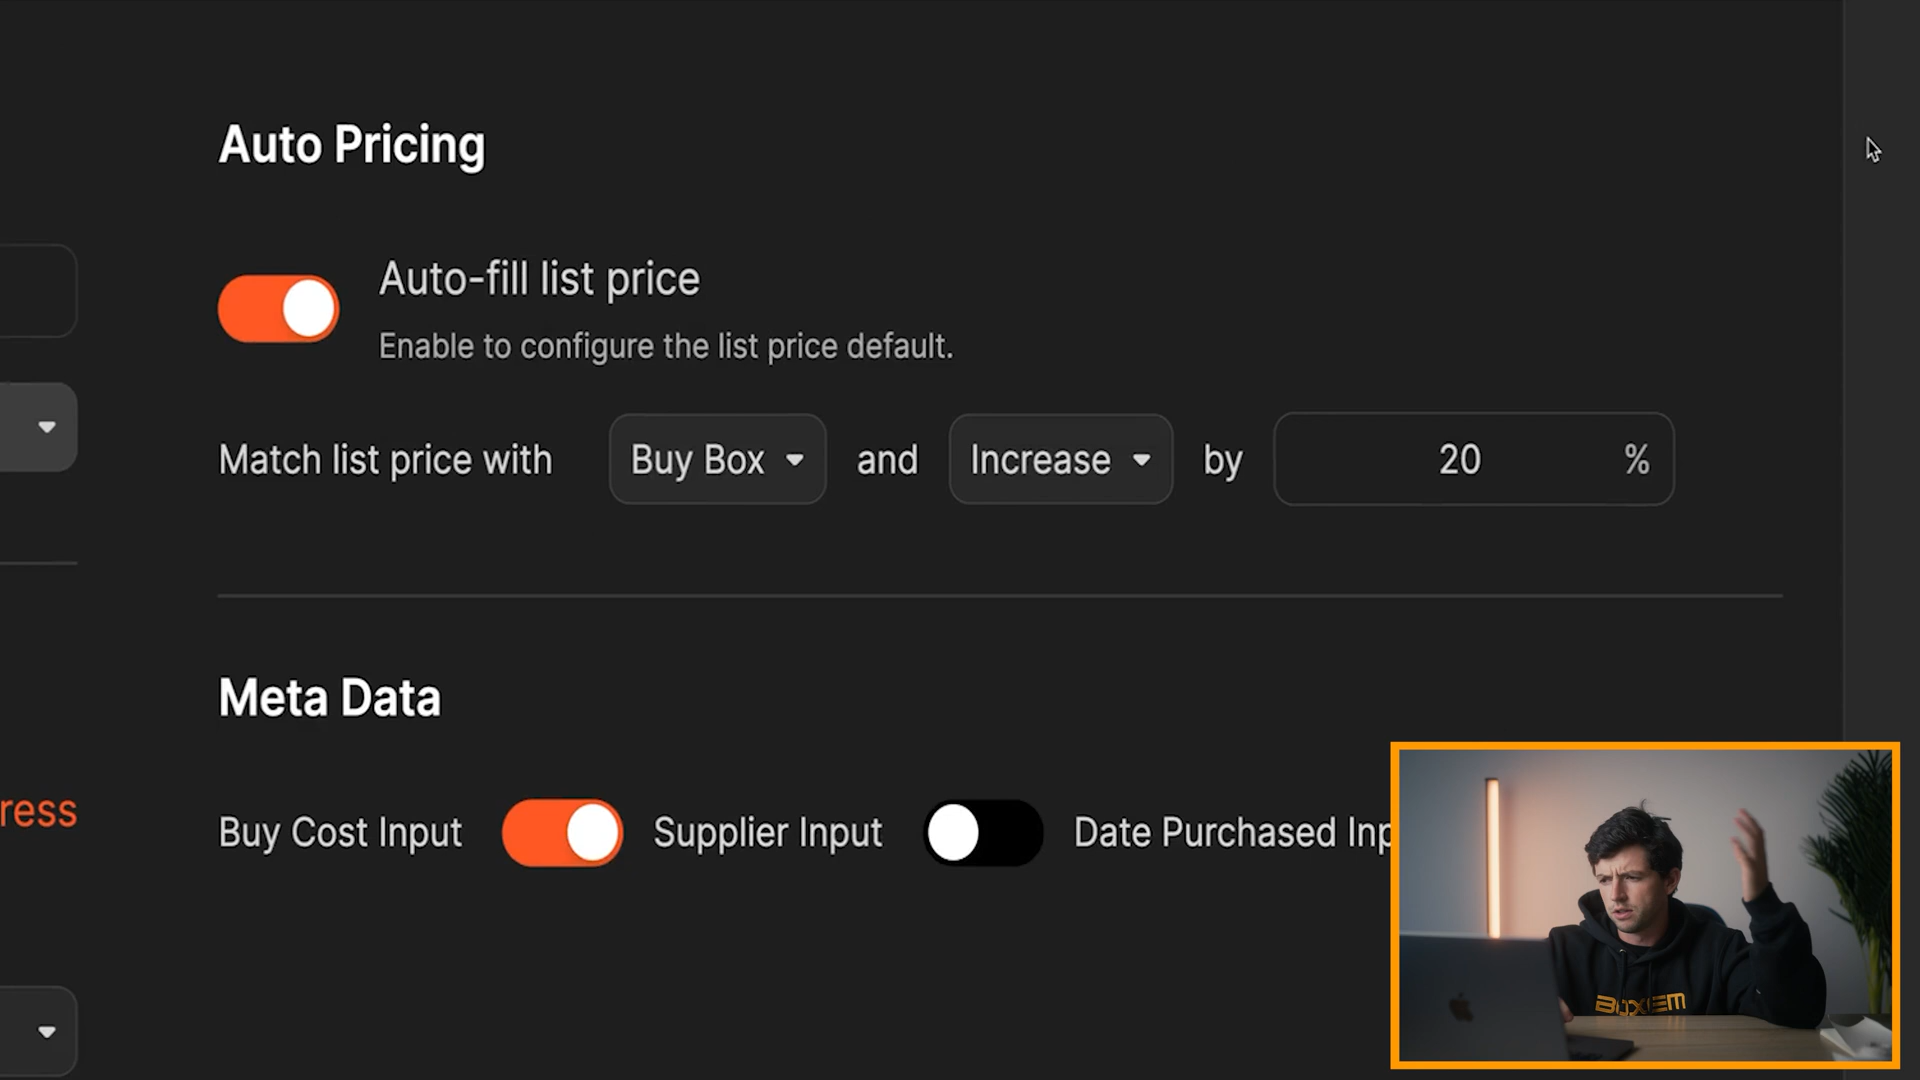 Auto Pricing
Auto-fill list price
Enable to configure the list price default.
Match list price with Buy Box and Increase by 20 %
Meta Data
ress
Buy Cost Input Supplier Input Date Purchased Inp
BOXEM